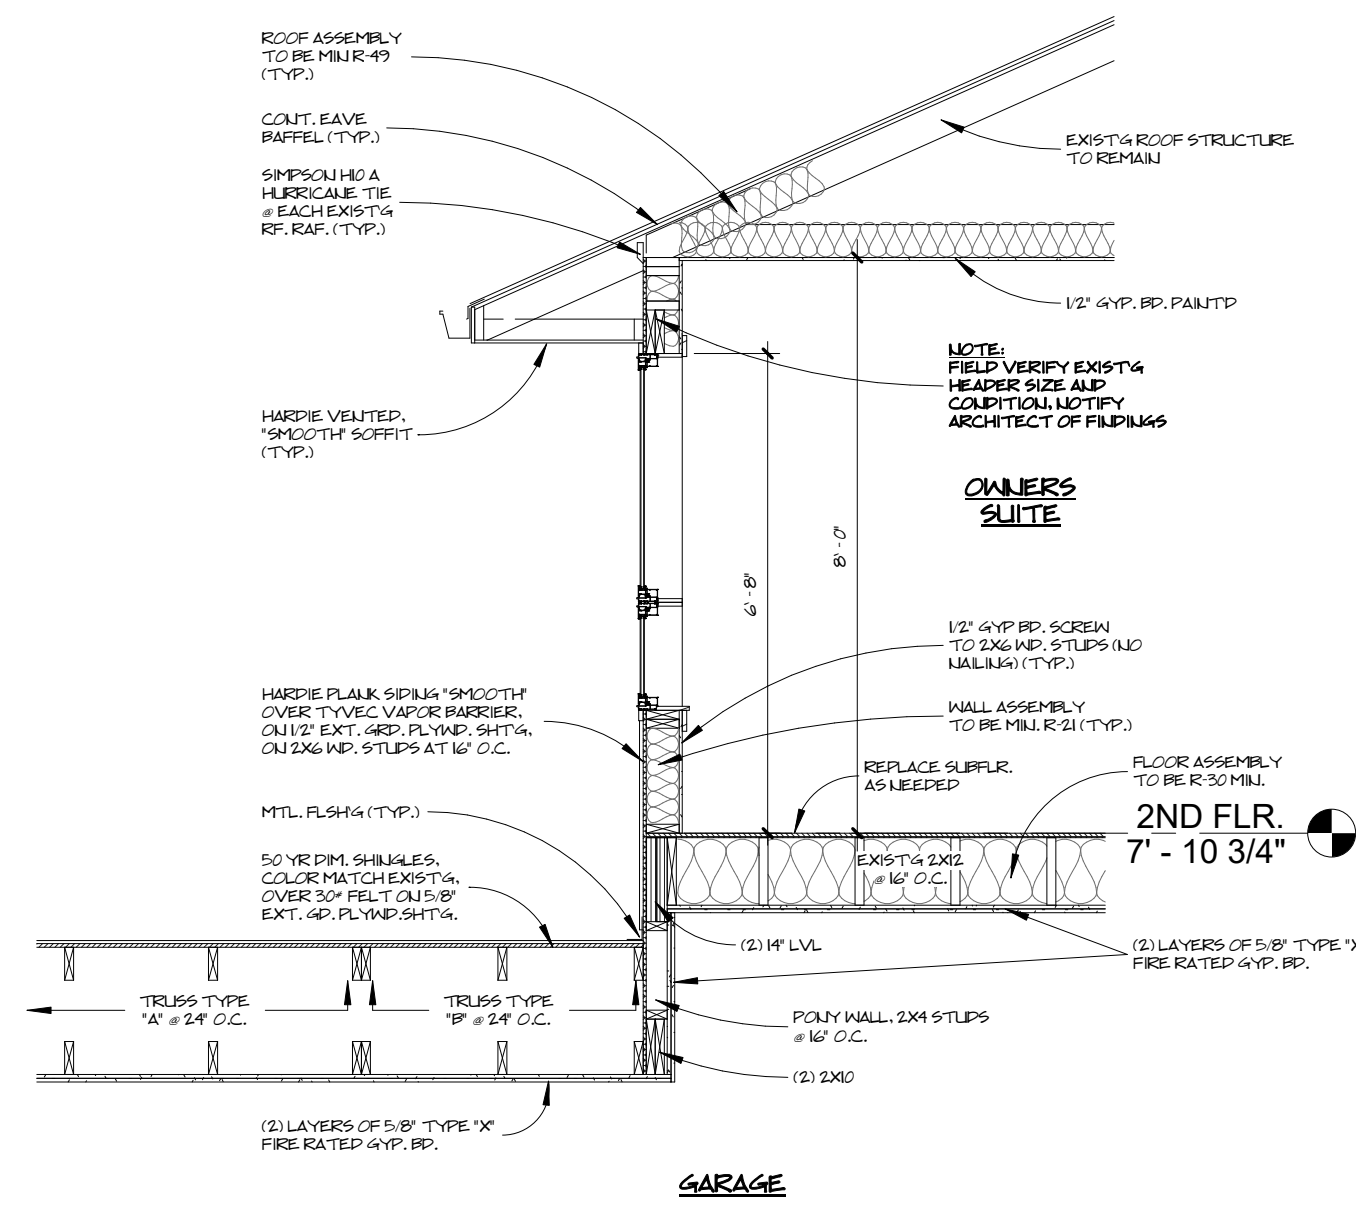 ROOF ASSEMBLY
TO BE MIN R-49
(TYP.)
CONT. EAVE
BAFFEL (TYP.)
SIMPSON H10 A
HURRICANE TIE
@ EACH EXIST'G
RF. RAF. (TYP.)
EXIST'G ROOF STRUCTURE
TO REMAIN
1/2" GYP. BD. PAINT'D
NOTE:
FIELD VERIFY EXIST'G
HEADER SIZE AND
CONDITION, NOTIFY
ARCHITECT OF FINDINGS
HARDIE VENTED,
"SMOOTH" SOFFIT
(TYP.)
OWNERS
SUITE
8' - 0"
6' - 8"
1/2" GYP BD. SCREW
TO 2X6 WD. STUDS (NO
NAILING) (TYP.)
HARDIE PLANK SIDING "SMOOTH"
OVER TYVEC VAPOR BARRIER,
ON 1/2" EXT. GRD. PLYWD. SHT'G,
ON 2X6 WD. STUDS AT 16" O.C.
WALL ASSEMBLY
TO BE MIN. R-21 (TYP.)
REPLACE SUBFLR.
AS NEEDED
FLOOR ASSEMBLY
TO BE R-30 MIN.
MTL. FLSH'G (TYP.)
2ND FLR.
7' - 10 3/4"
50 YR DIM. SHINGLES,
COLOR MATCH EXIST'G,
OVER 30# FELT ON 5/8"
EXT. GD. PLYWD.SHT'G.
EXIST'G 2X12
@ 16" O.C.
(2) 14" LVL
(2) LAYERS OF 5/8" TYPE "X
FIRE RATED GYP. BD.
TRUSS TYPE
"A" @ 24" O.C.
TRUSS TYPE
"B" @ 24" O.C.
PONY WALL, 2X4 STUDS
@ 16" O.C.
(2) 2X10
(2) LAYERS OF 5/8" TYPE "X"
FIRE RATED GYP. BD.
GARAGE